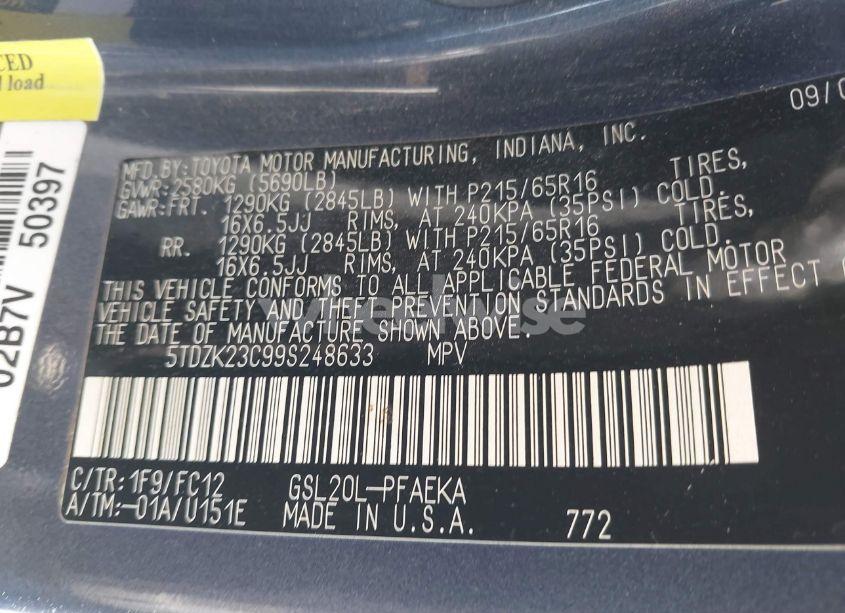 CED
load
02B7V 50397
09/0
MFD.BY:TOYOTA MOTOR MANUFACTURING, INDIANA, INC.
GVWR:2580KG (5690LB)
GAWR:FRT. 1290KG (2845LB) WITH P215/65R16 TIRES,
16X6.5JJ RIMS, AT 240KPA (35PSI) COLD.
RR. 1290KG (2845LB) WITH P215/65R16 TIRES,
16X6.5JJ RIMS, AT 240KPA (35PSI) COLD.
THIS VEHICLE CONFORMS TO ALL APPLICABLE FEDERAL MOTOR
VEHICLE SAFETY AND THEFT PREVENTION STANDARDS IN EFFECT
THE DATE OF MANUFACTURE SHOWN ABOVE.
5TDZK23C99S248633 MPV
C/TR: 1F9/FC12 GSL20L-PFAEKA
A/TM:-01A/U151E MADE IN U.S.A. 772